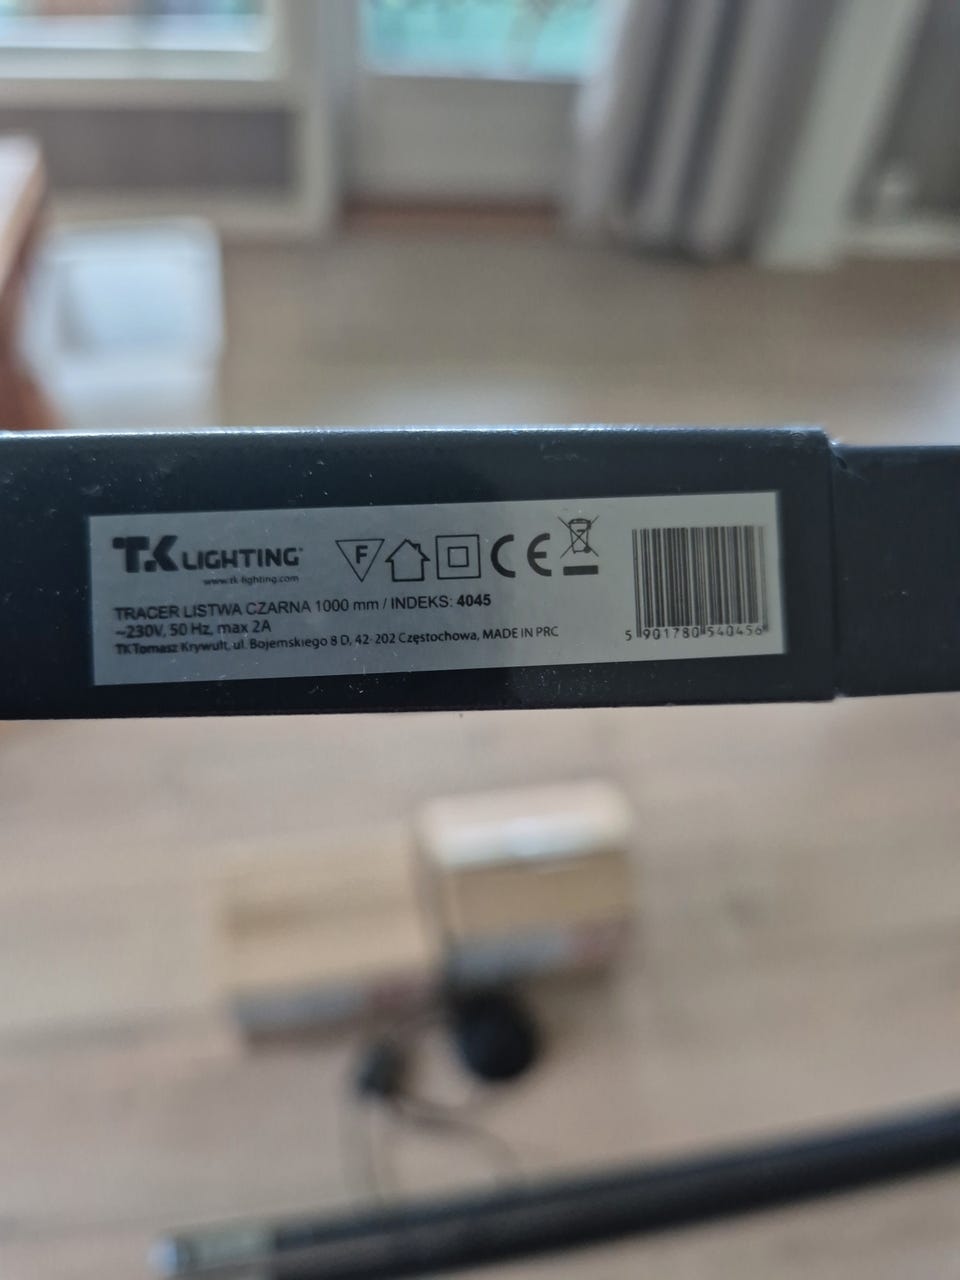 TK LIGHTING®
www.tk-lighting.com
F
CE
TRACER LISTWA CZARNA 1000 mm / INDEKS: 4045
~230V, 50 Hz, max 2A
TK Tomasz Krywult, ul. Bojemskiego 8 D, 42-202 Częstochowa, MADE IN PRC
5 901780 540456